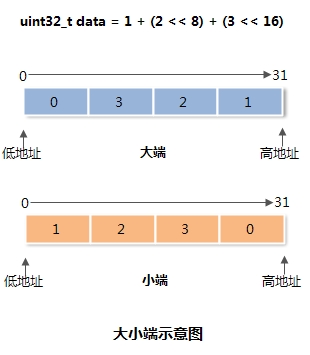 uint32_t data = 1 + (2 << 8) + (3 << 16)
0 31
0 3 2 1
低地址 大端 高地址
0 31
1 2 3 0
低地址 小端 高地址
大小端示意图